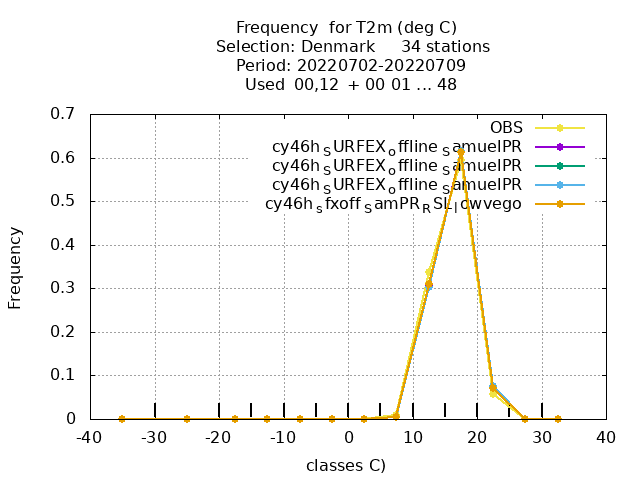 Frequency for T2m (deg C)
Selection: Denmark 34 stations
Period: 20220702-20220709
Used 00,12 + 00 01 ... 48
0.7
0.6
0.5
0.4
0.3
0.2
0.1
0
Frequency
OBS
cy46h_SURFEX_offline_SamuelPR
cy46h_SURFEX_offline_SamuelPR
cy46h_SURFEX_offline_SamuelPR
cy46h_sfxoff_SamPR_RSL_lowvego
-40 -30 -20 -10 0 10 20 30 40
classes C)